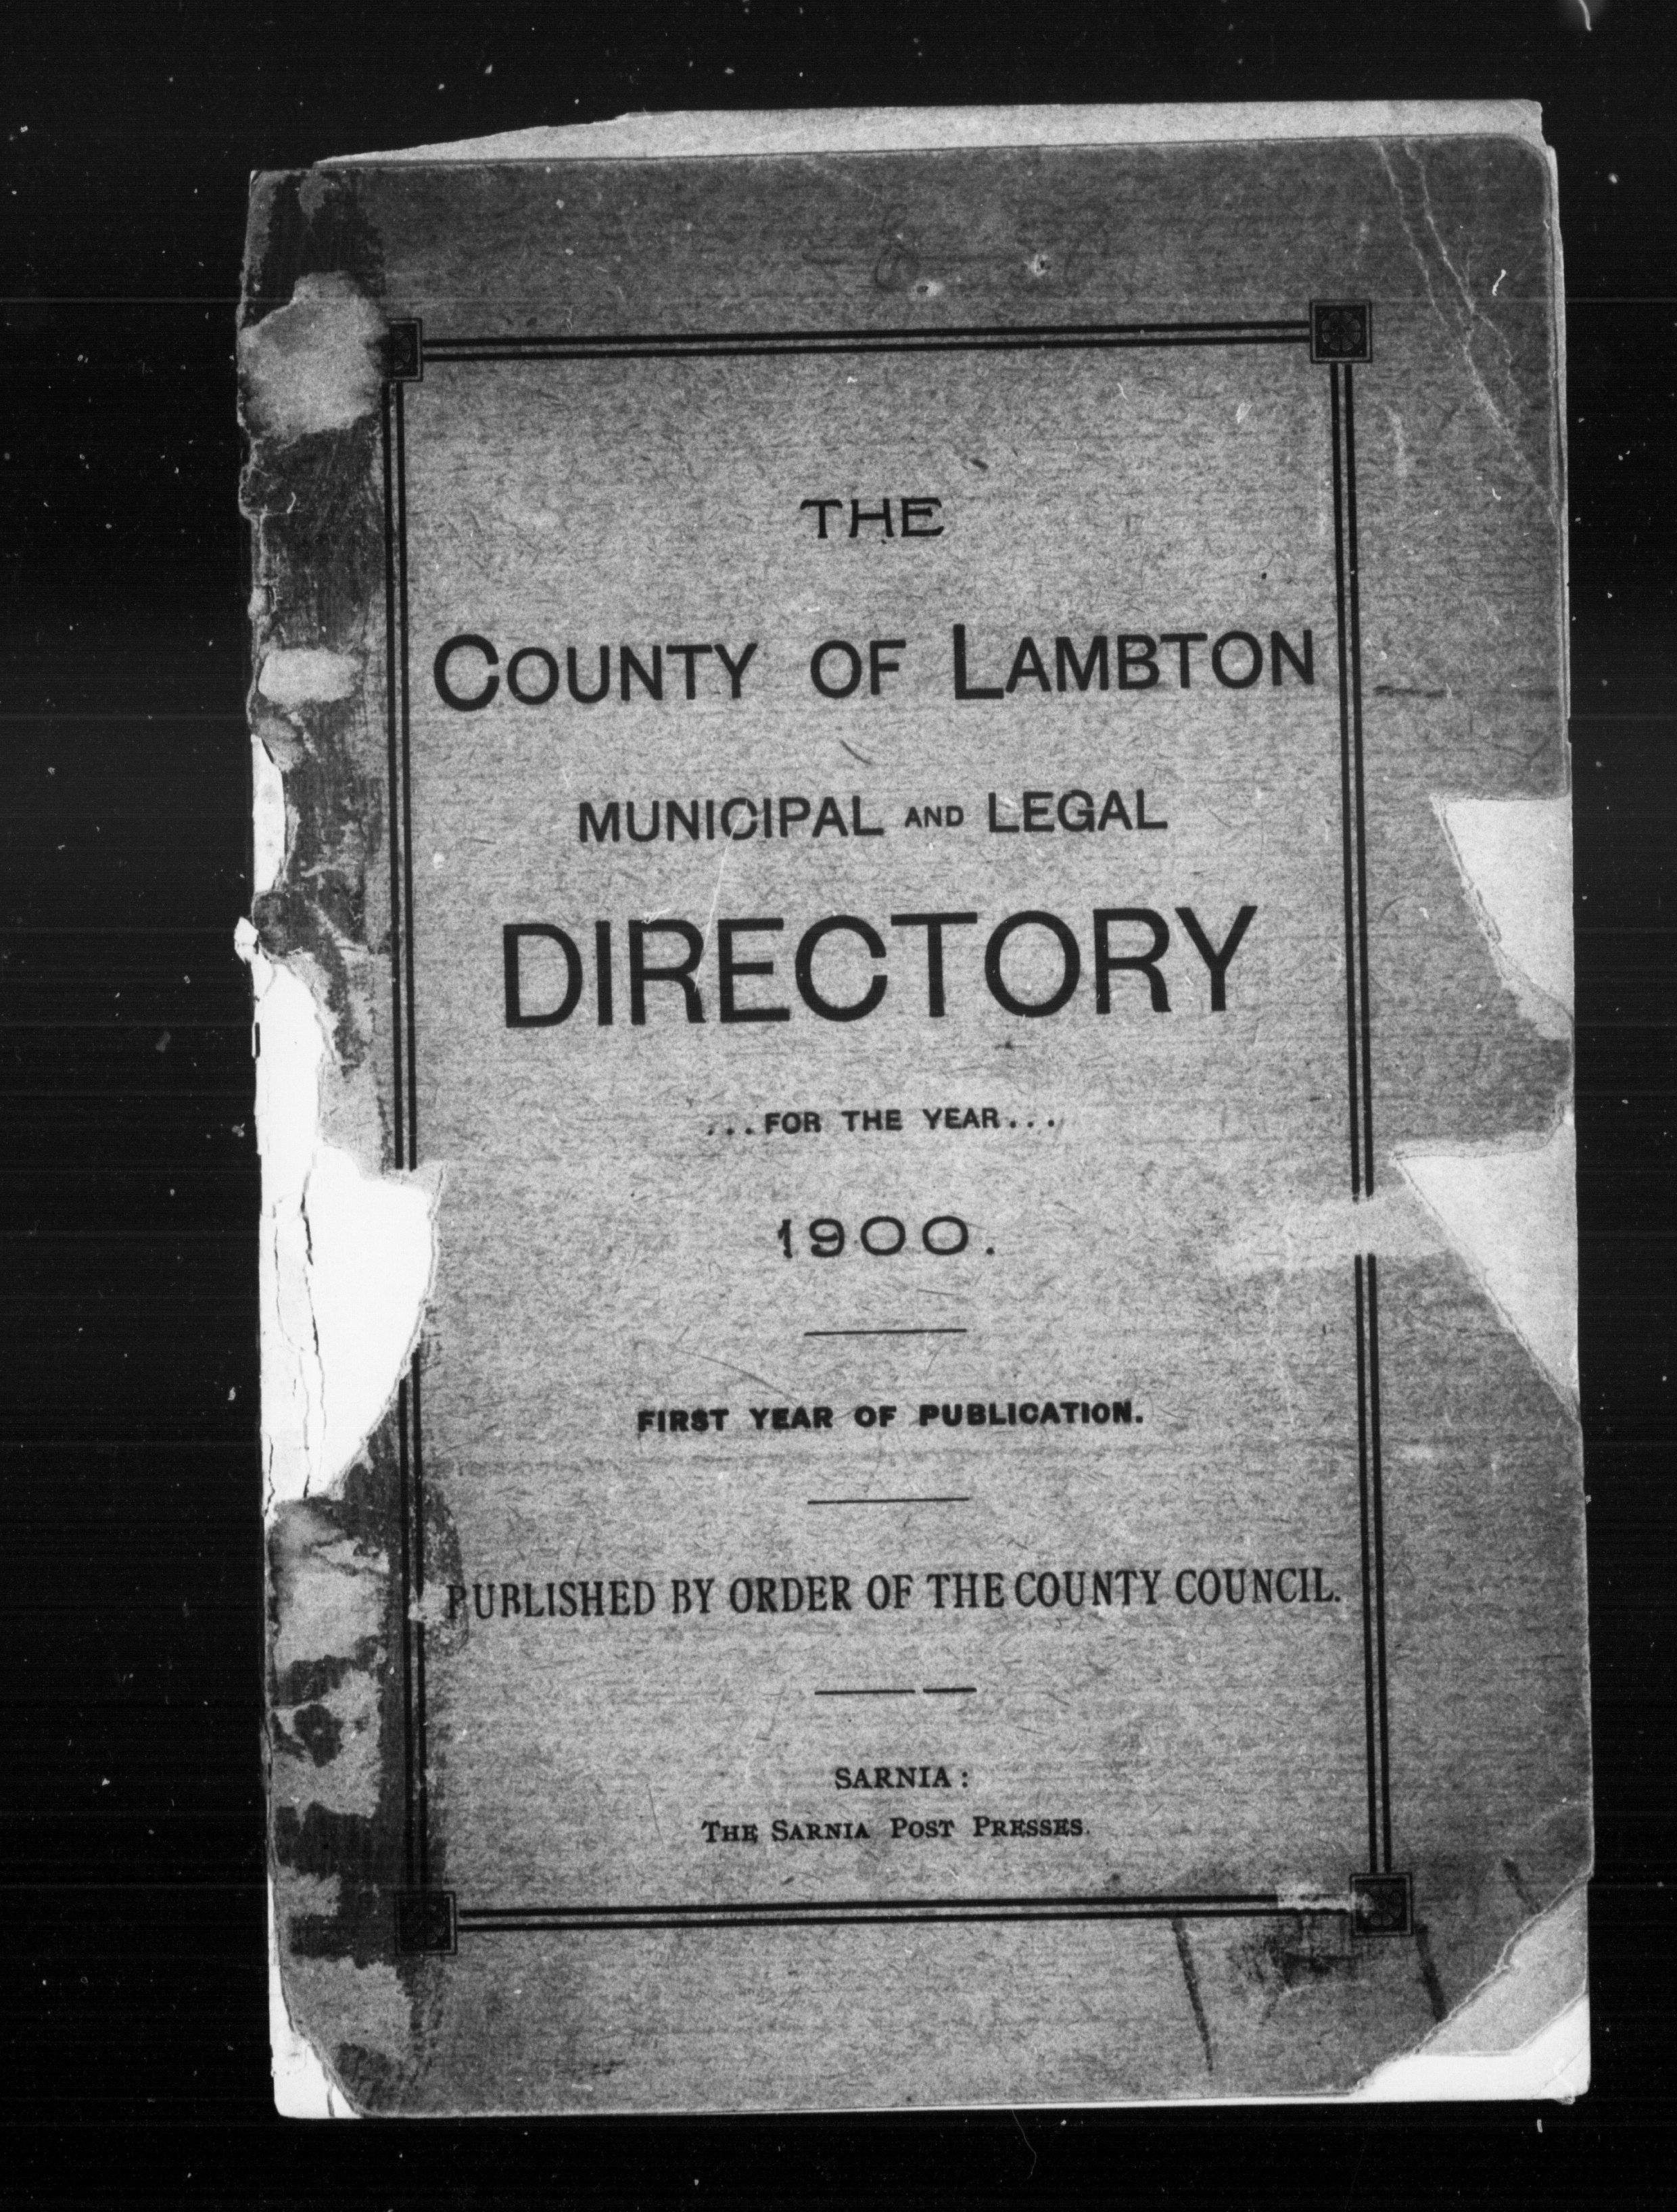 THE
COUNTY OF LAMBTON
MUNICIPAL AND LEGAL
DIRECTORY
...FOR THE YEAR...
1900.
FIRST YEAR OF PUBLICATION.
PUBLISHED BY ORDER OF THE COUNTY COUNCIL.
SARNIA:
THE SARNIA POST PRESSES.